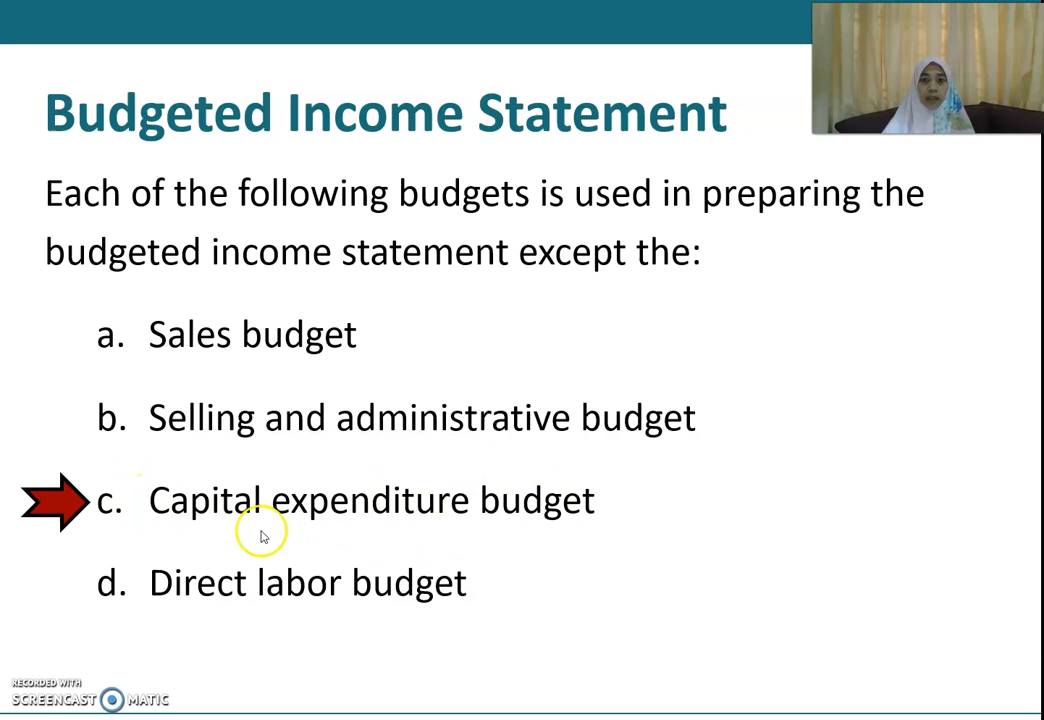 Budgeted Income Statement
Each of the following budgets is used in preparing the
budgeted income statement except the:
a. Sales budget
b. Selling and administrative budget
c. Capital expenditure budget
d. Direct labor budget
RECORDED WITH
SCREENCAST MATIC